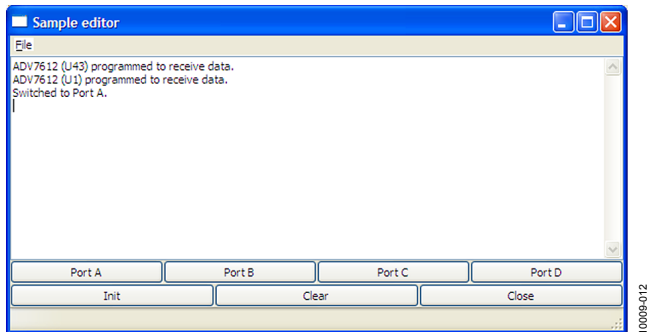 Sample editor
File
ADV7612 (U43) programmed to receive data.
ADV7612 (U1) programmed to receive data.
Switched to Port A.
Port A Port B Port C Port D
Init Clear Close
I0009-012